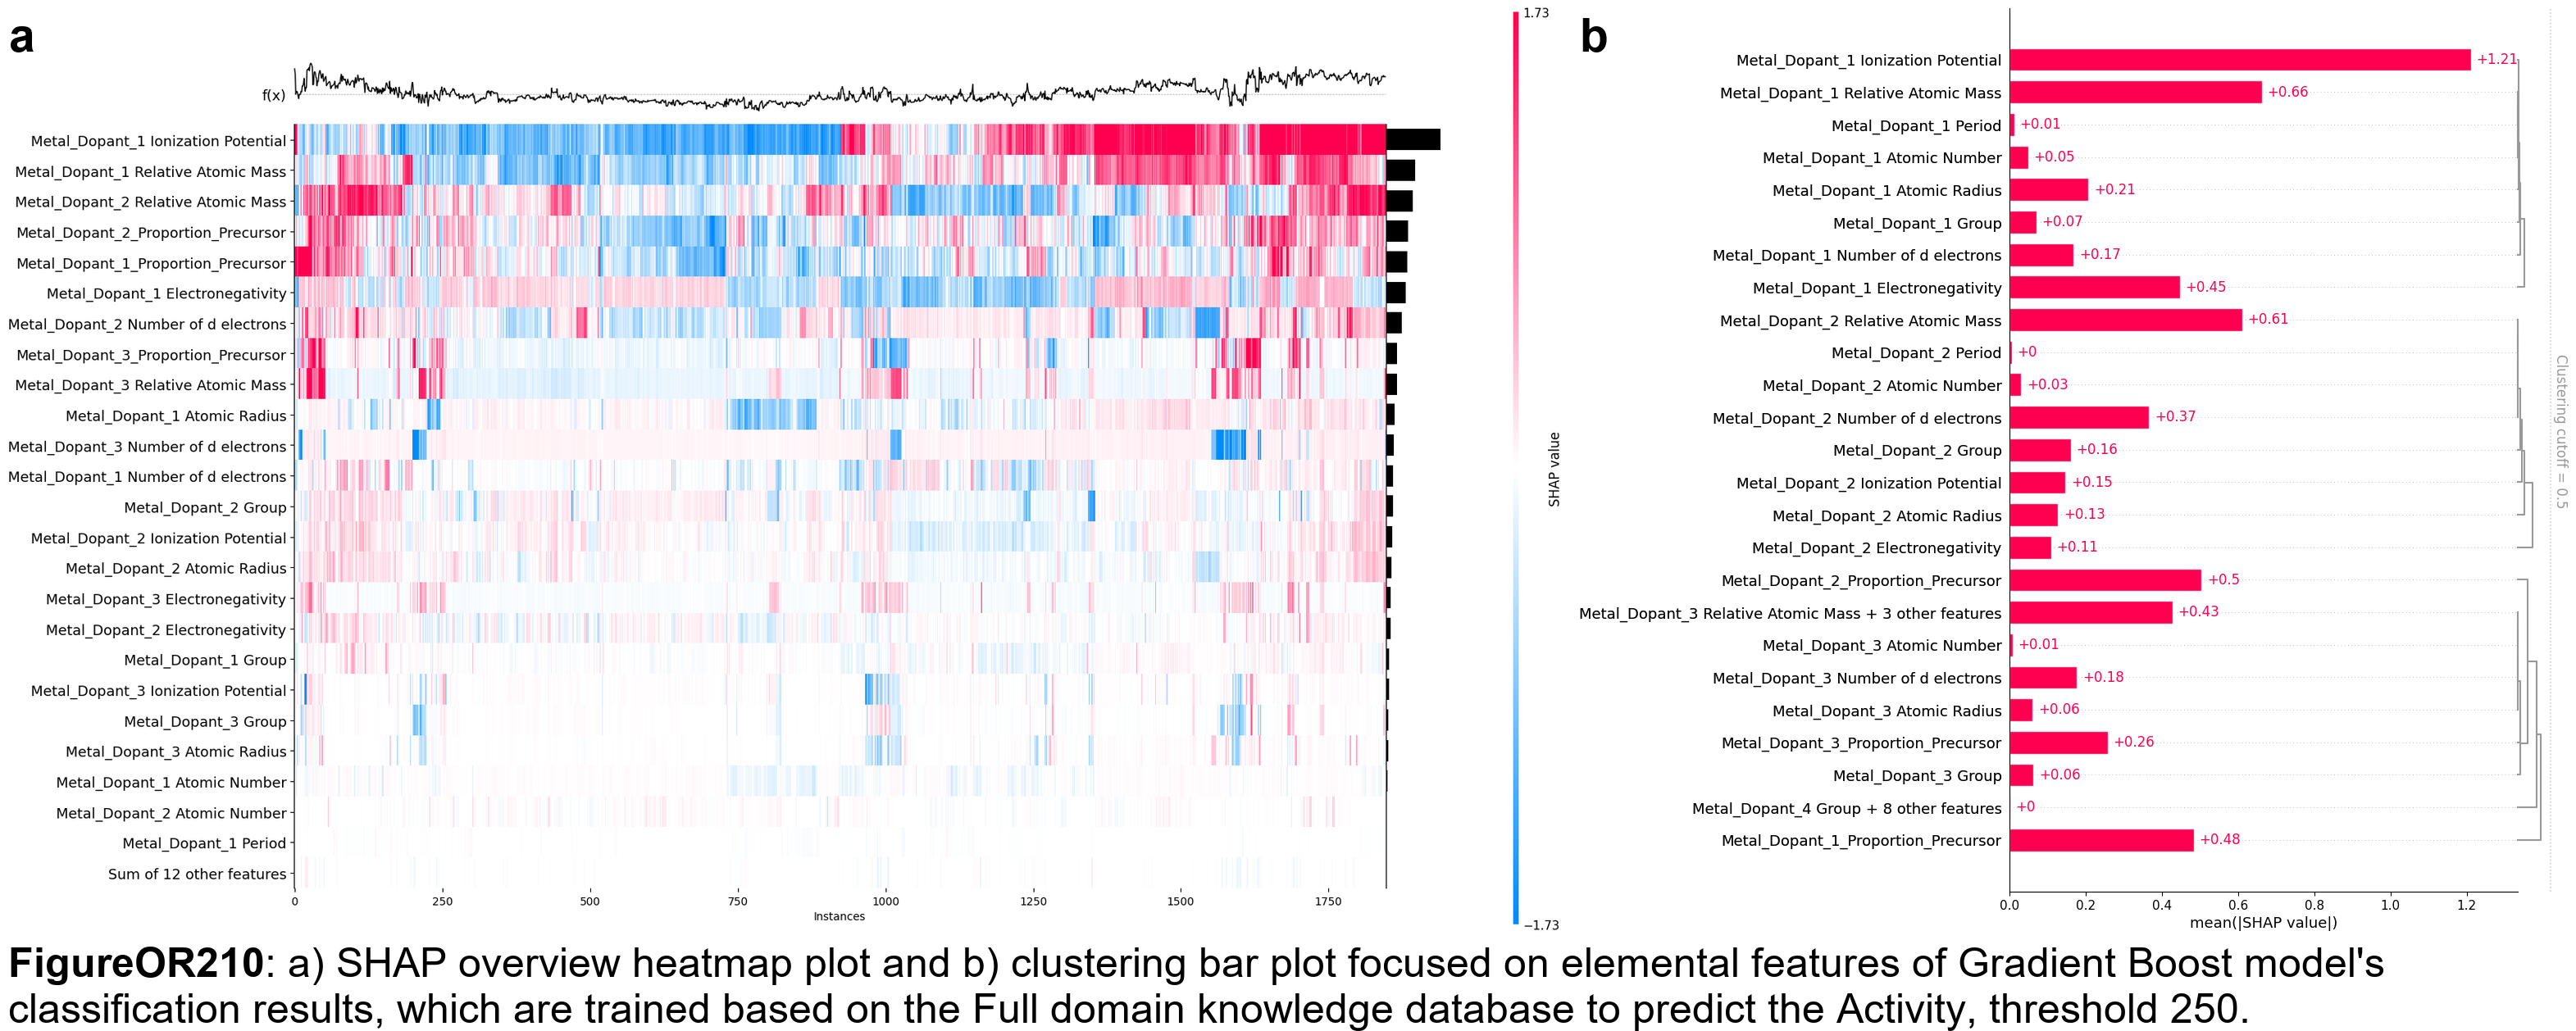 a
f(x)
Metal_Dopant_1 Ionization Potential
Metal_Dopant_1 Relative Atomic Mass
Metal_Dopant_2 Relative Atomic Mass
Metal_Dopant_2_Proportion_Precursor
Metal_Dopant_1_Proportion_Precursor
Metal_Dopant_1 Electronegativity
Metal_Dopant_2 Number of d electrons
Metal_Dopant_3_Proportion_Precursor
Metal_Dopant_3 Relative Atomic Mass
Metal_Dopant_1 Atomic Radius
Metal_Dopant_3 Number of d electrons
Metal_Dopant_1 Number of d electrons
Metal_Dopant_2 Group
Metal_Dopant_2 Ionization Potential
Metal_Dopant_2 Atomic Radius
Metal_Dopant_3 Electronegativity
Metal_Dopant_2 Electronegativity
Metal_Dopant_1 Group
Metal_Dopant_3 Ionization Potential
Metal_Dopant_3 Group
Metal_Dopant_3 Atomic Radius
Metal_Dopant_1 Atomic Number
Metal_Dopant_2 Atomic Number
Metal_Dopant_1 Period
Sum of 12 other features
0 250 500 750 1000 1250 1500 1750
Instances
1.73
SHAP value
−1.73
b
Metal_Dopant_1 Ionization Potential +1.21
Metal_Dopant_1 Relative Atomic Mass +0.66
Metal_Dopant_1 Period +0.01
Metal_Dopant_1 Atomic Number +0.05
Metal_Dopant_1 Atomic Radius +0.21
Metal_Dopant_1 Group +0.07
Metal_Dopant_1 Number of d electrons +0.17
Metal_Dopant_1 Electronegativity +0.45
Metal_Dopant_2 Relative Atomic Mass +0.61
Metal_Dopant_2 Period +0
Metal_Dopant_2 Atomic Number +0.03
Metal_Dopant_2 Number of d electrons +0.37
Metal_Dopant_2 Group +0.16
Metal_Dopant_2 Ionization Potential +0.15
Metal_Dopant_2 Atomic Radius +0.13
Metal_Dopant_2 Electronegativity +0.11
Metal_Dopant_2_Proportion_Precursor +0.5
Metal_Dopant_3 Relative Atomic Mass + 3 other features +0.43
Metal_Dopant_3 Atomic Number +0.01
Metal_Dopant_3 Number of d electrons +0.18
Metal_Dopant_3 Atomic Radius +0.06
Metal_Dopant_3_Proportion_Precursor +0.26
Metal_Dopant_3 Group +0.06
Metal_Dopant_4 Group + 8 other features +0
Metal_Dopant_1_Proportion_Precursor +0.48
0.0 0.2 0.4 0.6 0.8 1.0 1.2
mean(|SHAP value|)
Clustering cutoff = 0.5
FigureOR210: a) SHAP overview heatmap plot and b) clustering bar plot focused on elemental features of Gradient Boost model's
classification results, which are trained based on the Full domain knowledge database to predict the Activity, threshold 250.